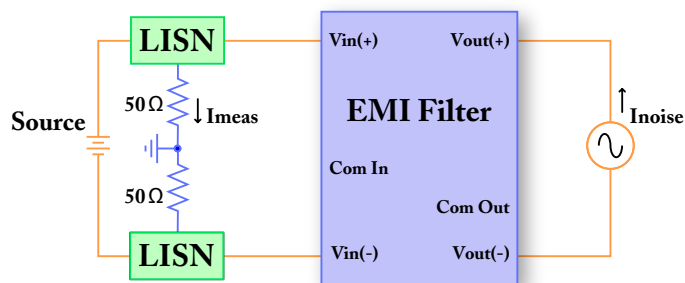 LISN
Vin(+)
Vout(+)
50Ω
Imeas
EMI Filter
Source
Inoise
Com In
50Ω
Com Out
LISN
Vin(-)
Vout(-)